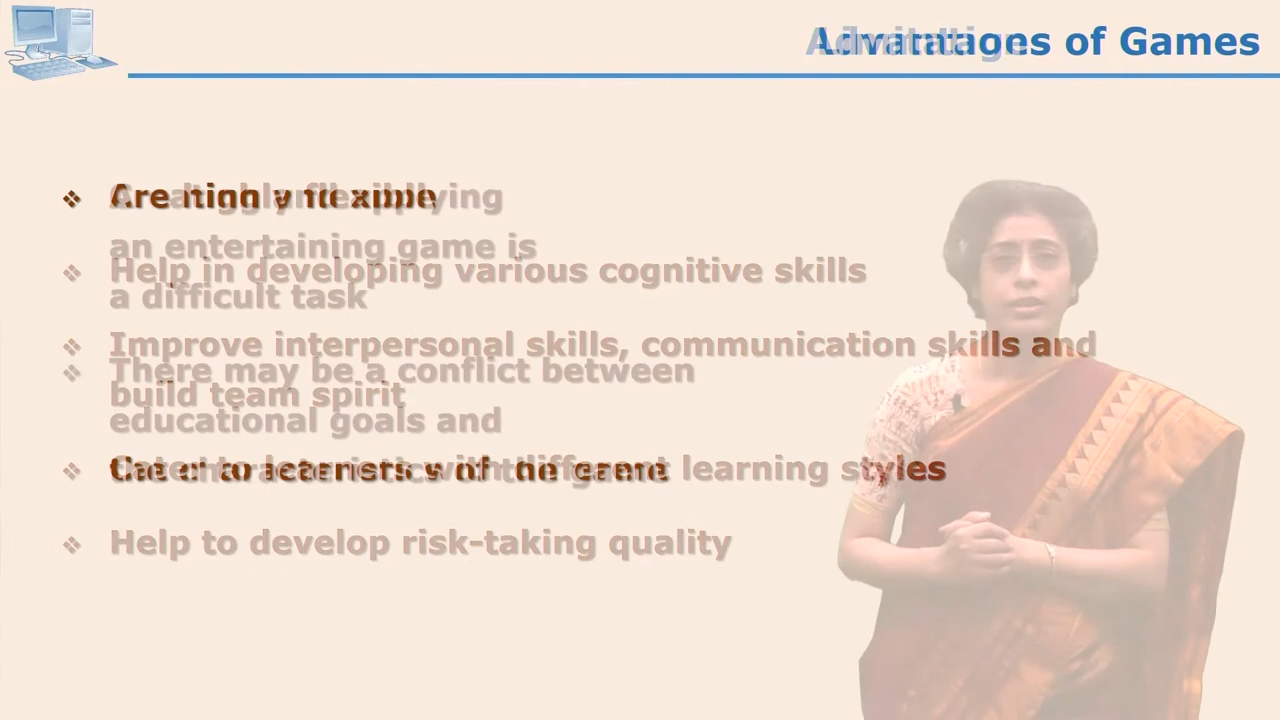 Advantages of Games
Are highly flexible
an entertaining game is
Help in developing various cognitive skills
a difficult task
Improve interpersonal skills, communication skills and
There may be a conflict between
build team spirit
educational goals and
Cater to learners with different learning styles
Help to develop risk-taking quality